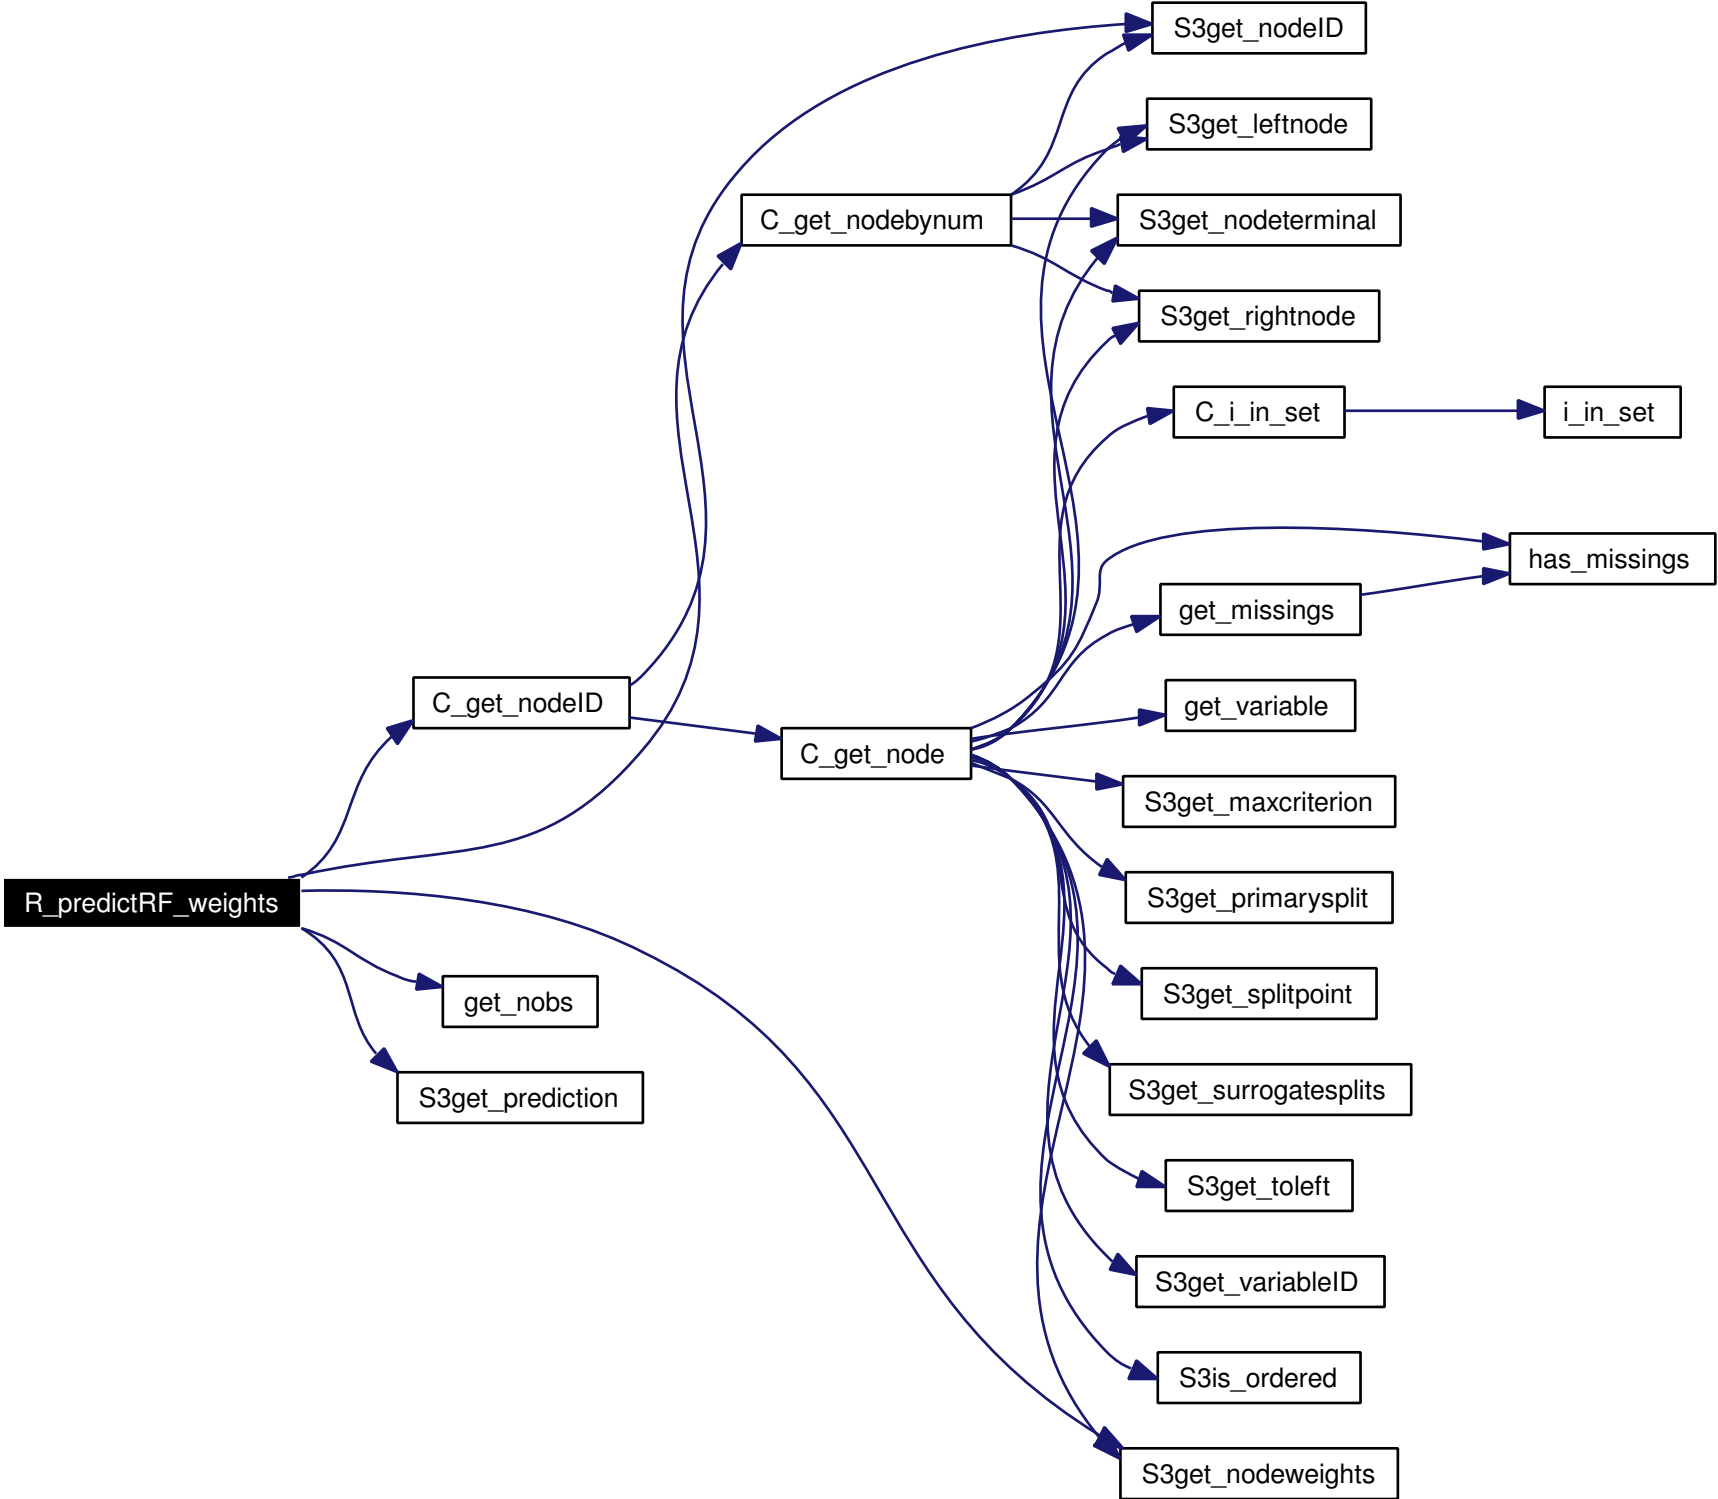 S3get_nodeID
S3get_leftnode
C_get_nodebynum
S3get_nodeterminal
S3get_rightnode
C_i_in_set
i_in_set
has_missings
get_missings
C_get_nodeID
get_variable
C_get_node
S3get_maxcriterion
S3get_primarysplit
R_predictRF_weights
S3get_splitpoint
get_nobs
S3get_surrogatesplits
S3get_prediction
S3get_toleft
S3get_variableID
S3is_ordered
S3get_nodeweights